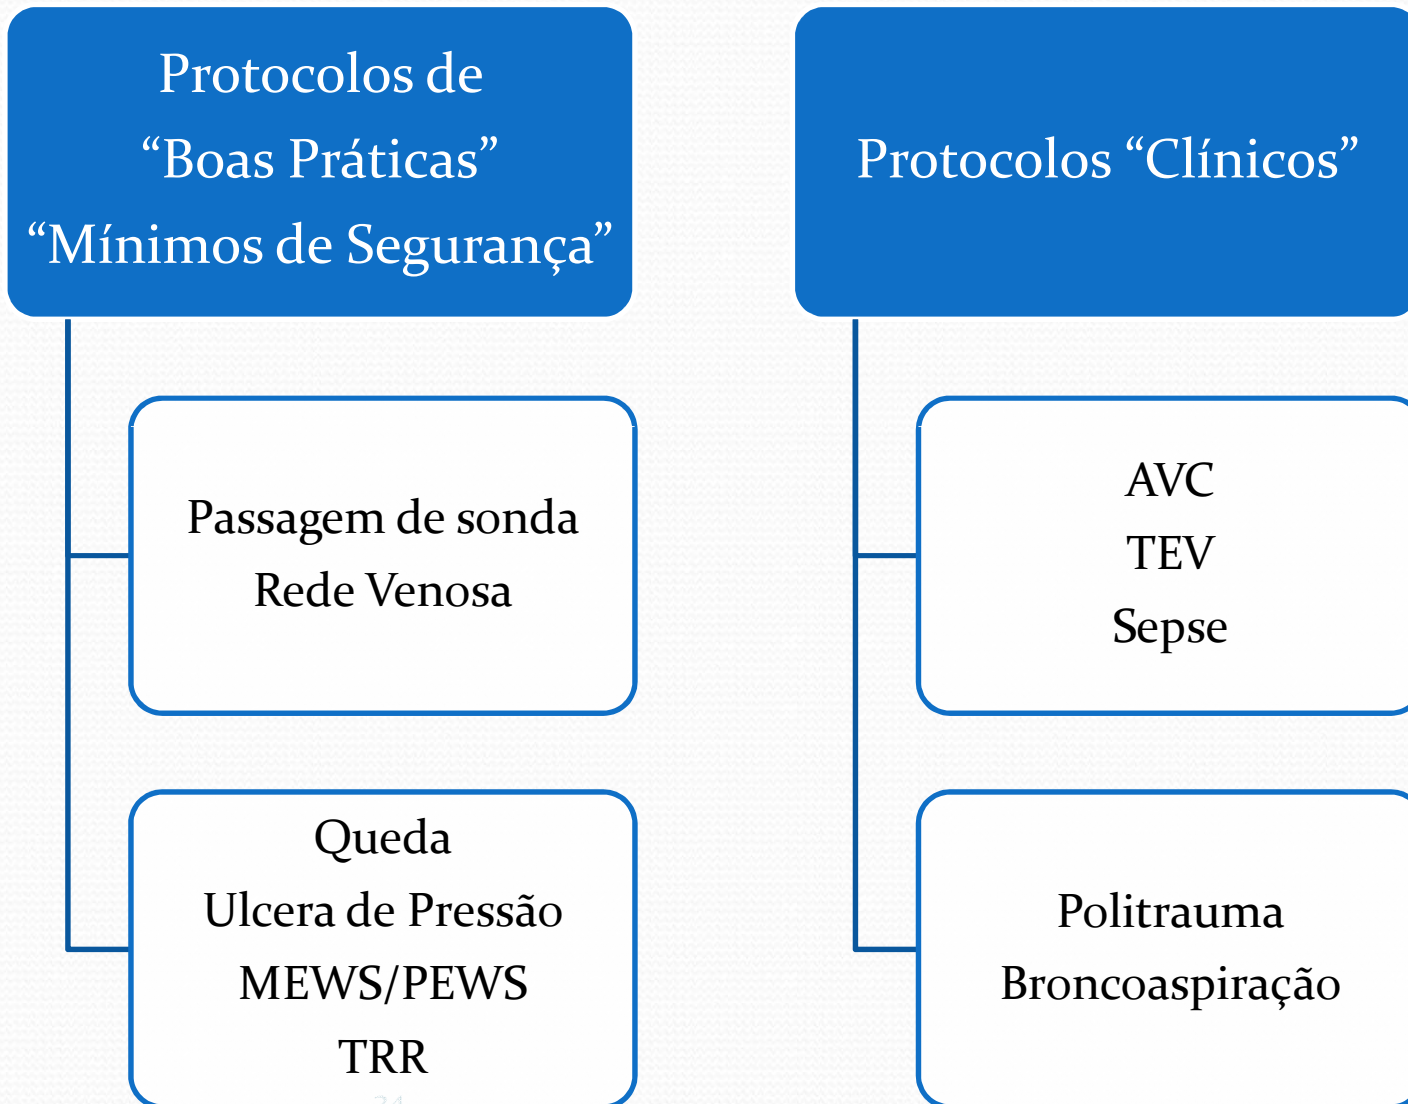 Protocolos de
“Boas Práticas”
“Mínimos de Segurança”
Passagem de sonda
Rede Venosa
Queda
Ulcera de Pressão
MEWS/PEWS
TRR
34
Protocolos “Clínicos”
AVC
TEV
Sepse
Politrauma
Broncoaspiração